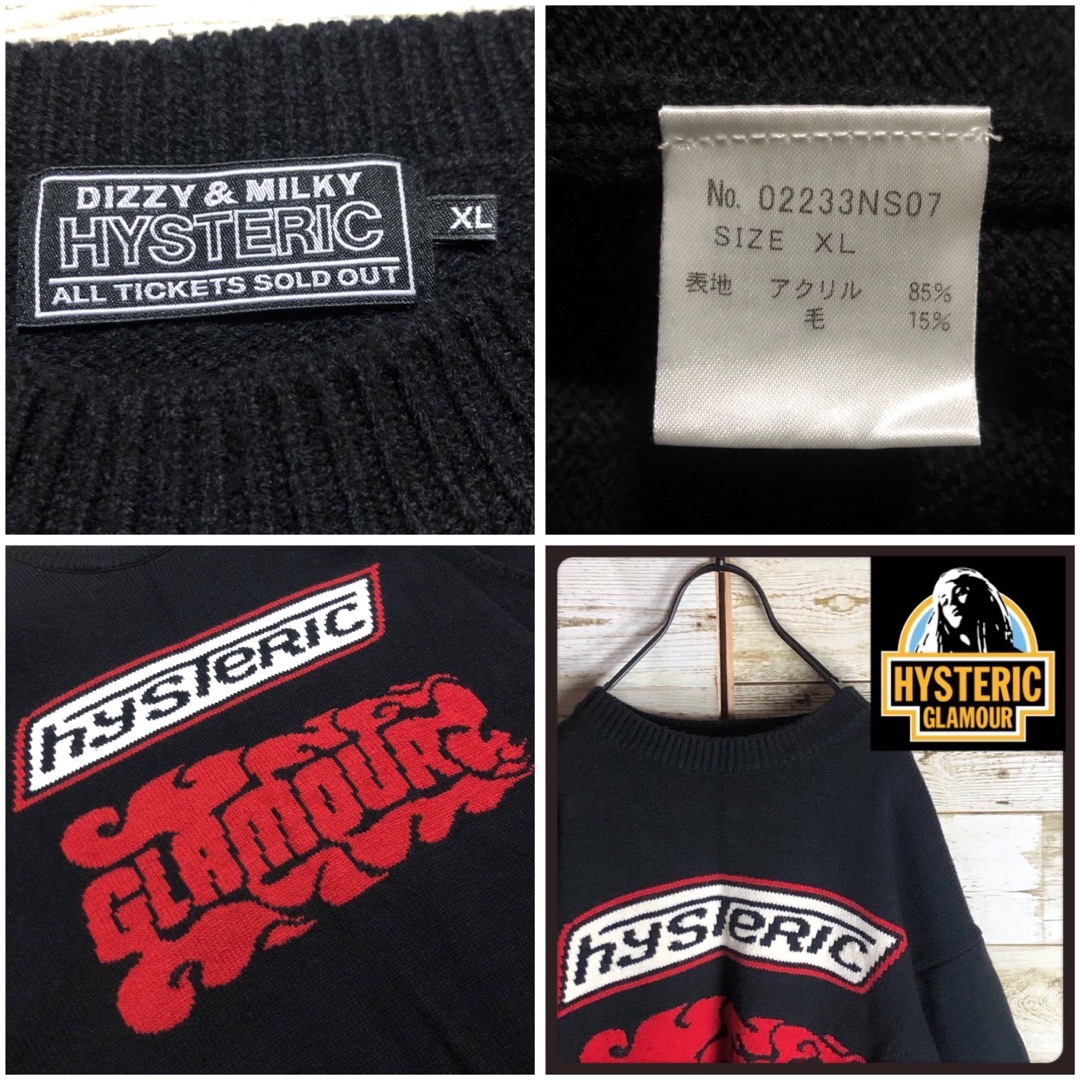 DIZZY & MILKY
HYSTERIC
ALL TICKETS SOLD OUT
XL
No. 02233NS07
SIZE XL
表地 アクリル 85%
毛 15%
hysTeRIC
GLAMOUR
HYSTERIC
GLAMOUR
hysTeRIC